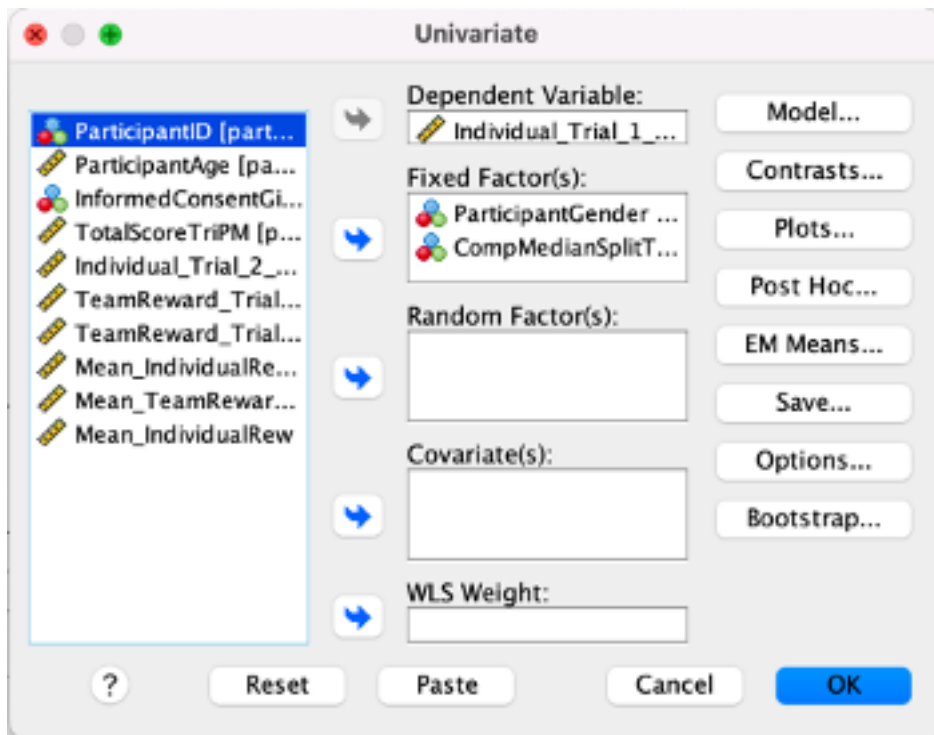 Univariate
ParticipantID [part...
ParticipantAge [pa...
InformedConsentGi...
TotalScoreTriPM [p...
Individual_Trial_2_...
TeamReward_Trial...
TeamReward_Trial...
Mean_IndividualRe...
Mean_TeamRewar...
Mean_IndividualRew
Dependent Variable:
Individual_Trial_1_...
Fixed Factor(s):
ParticipantGender ...
CompMedianSplitT...
Random Factor(s):
Covariate(s):
WLS Weight:
Model...
Contrasts...
Plots...
Post Hoc...
EM Means...
Save...
Options...
Bootstrap...
?
Reset
Paste
Cancel
OK